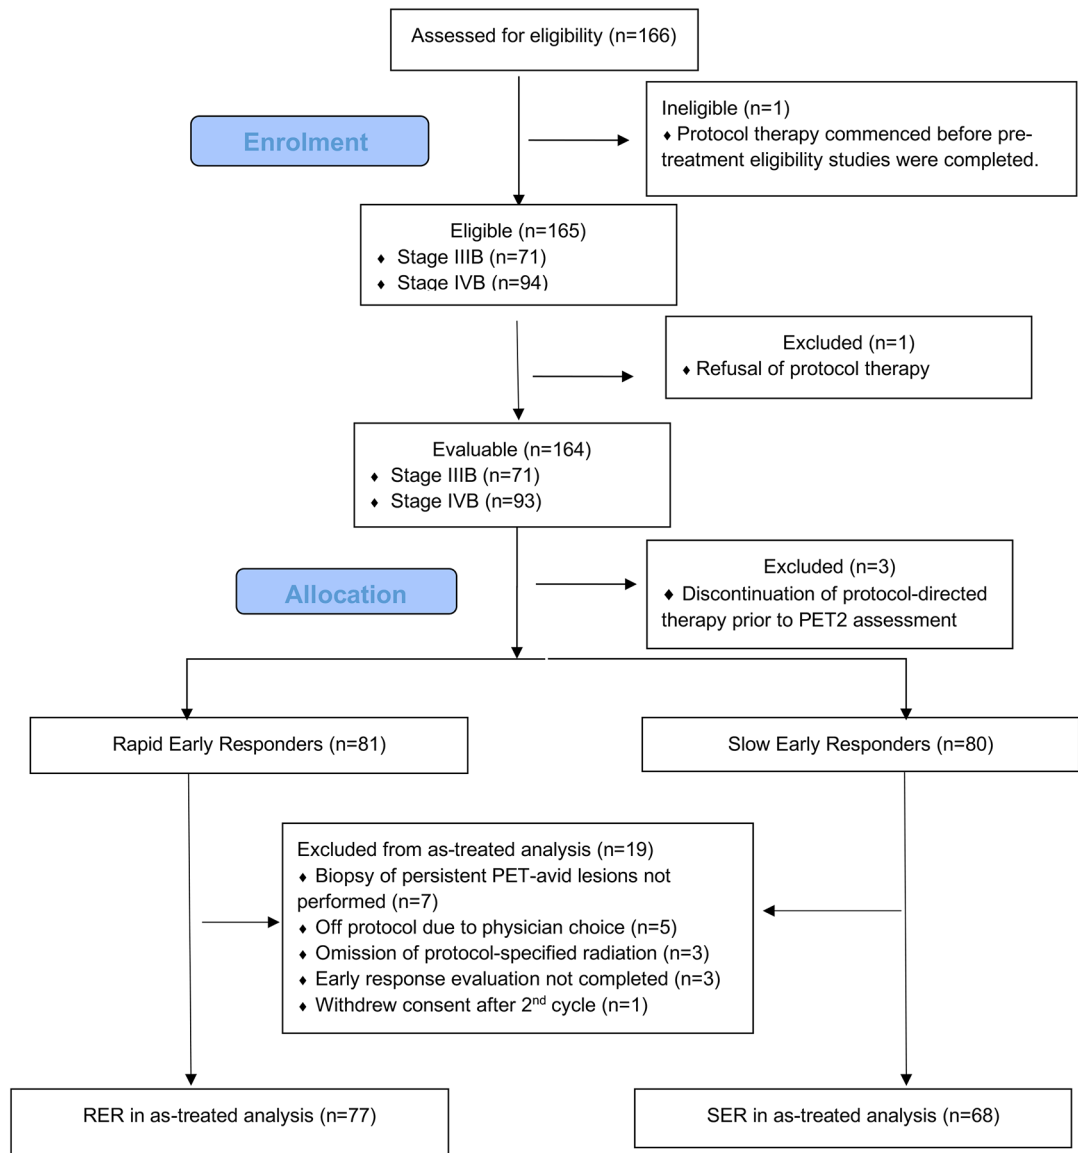 Assessed for eligibility (n=166)
Enrolment
Ineligible (n=1)
♦ Protocol therapy commenced before pre-
treatment eligibility studies were completed.
Eligible (n=165)
♦ Stage IIIB (n=71)
♦ Stage IVB (n=94)
Excluded (n=1)
♦ Refusal of protocol therapy
Evaluable (n=164)
♦ Stage IIIB (n=71)
♦ Stage IVB (n=93)
Allocation
Excluded (n=3)
♦ Discontinuation of protocol-directed
therapy prior to PET2 assessment
Rapid Early Responders (n=81)
Slow Early Responders (n=80)
Excluded from as-treated analysis (n=19)
♦ Biopsy of persistent PET-avid lesions not
performed (n=7)
♦ Off protocol due to physician choice (n=5)
♦ Omission of protocol-specified radiation (n=3)
♦ Early response evaluation not completed (n=3)
♦ Withdrew consent after 2nd cycle (n=1)
RER in as-treated analysis (n=77)
SER in as-treated analysis (n=68)